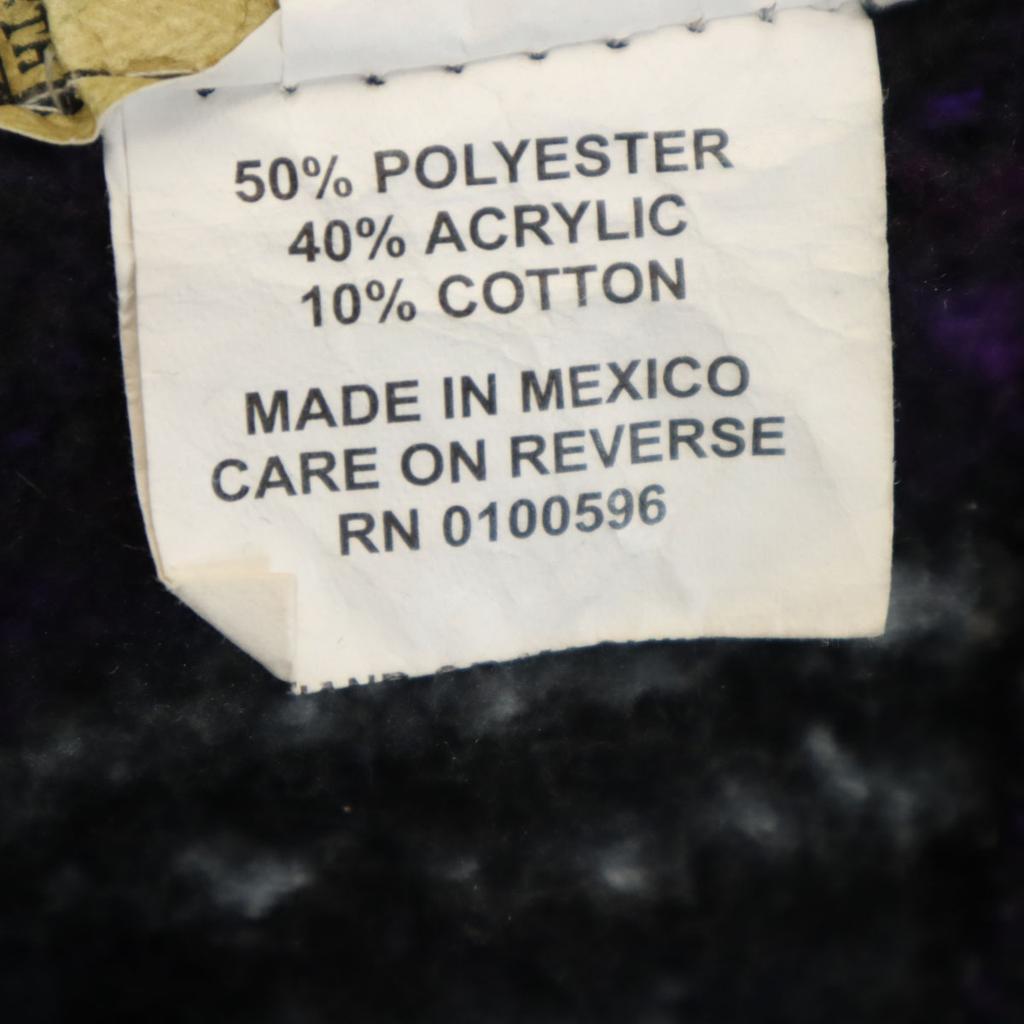 50% POLYESTER
40% ACRYLIC
10% COTTON
MADE IN MEXICO
CARE ON REVERSE
RN 0100596